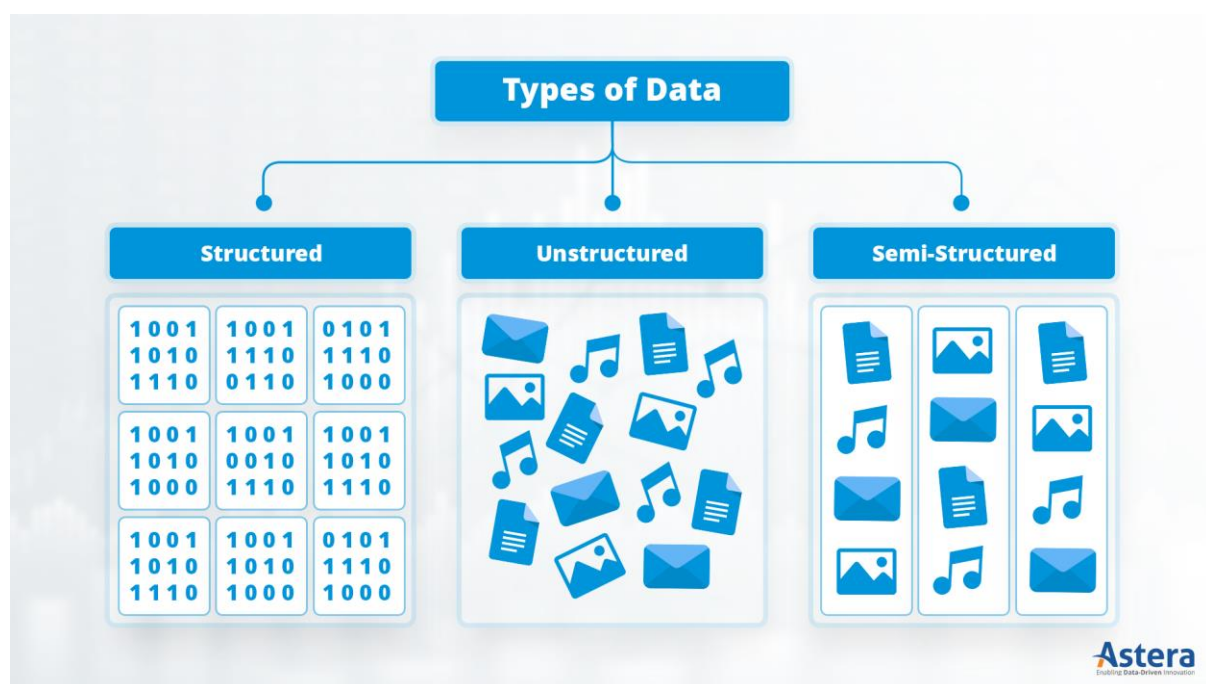 Types of Data
Structured
Unstructured
Semi-Structured
1001 1001 0101
1010 1110 1110
1110 0110 1000
1001 1001 1001
1010 0010 1010
1000 1110 1110
1001 1001 0101
1010 1010 1110
1110 1000 1000
Astera
Enabling Data-Driven Innovation